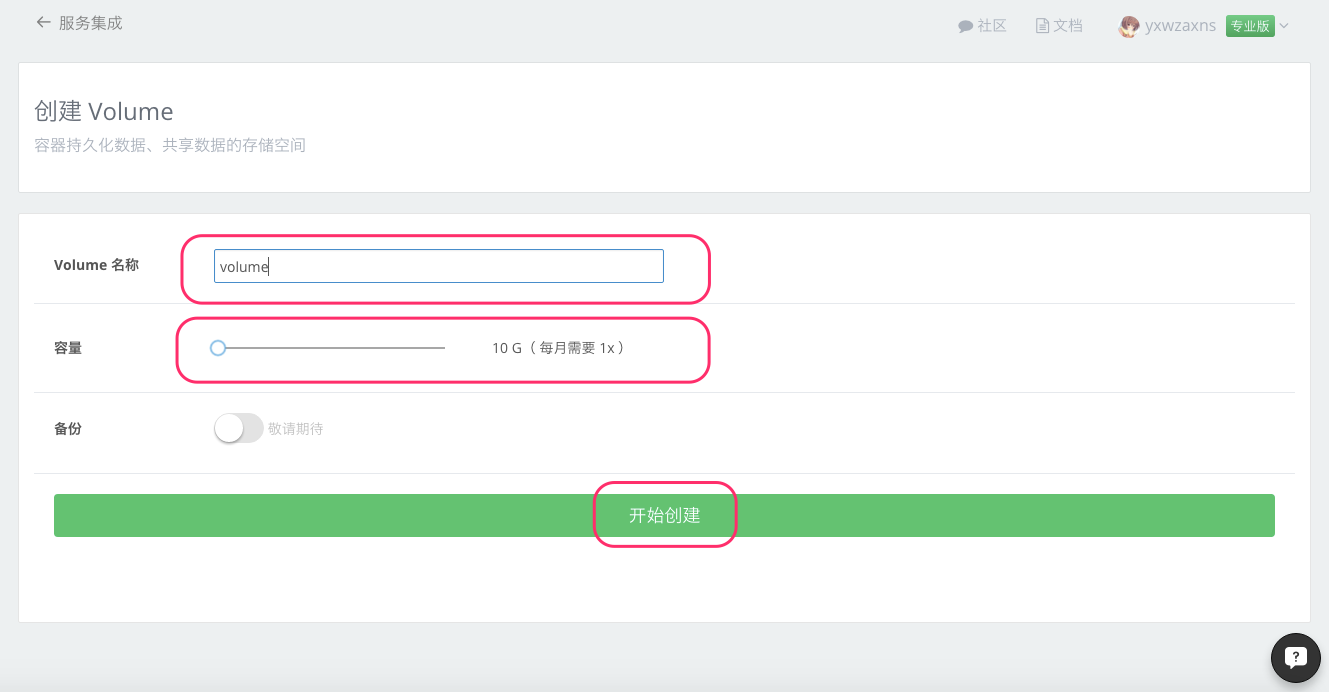 服务集成
社区 文档 yxwzaxns 专业版
创建 Volume
容器持久化数据、共享数据的存储空间
Volume 名称 volume
容量 10 G（ 每月需要 1x ）
备份 敬请期待
开始创建
?